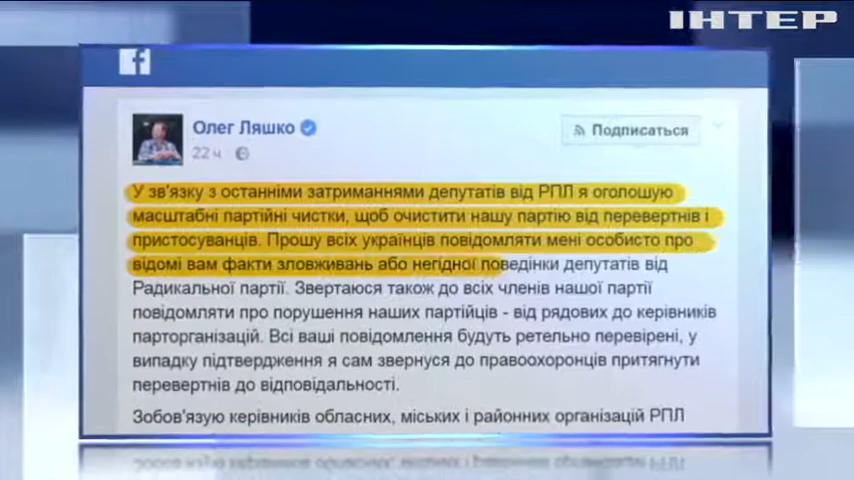 ІНТЕР
f
Олег Ляшко
22 ч
Подписаться
У зв'язку з останніми затриманнями депутатів від РПЛ я оголошую
масштабні партійні чистки, щоб очистити нашу партію від перевертнів і
пристосуванців. Прошу всіх українців повідомляти мені особисто про
відомі вам факти зловживань або негідної поведінки депутатів від
Радикальної партії. Звертаюся також до всіх членів нашої партії
повідомляти про порушення наших партійців - від рядових до керівників
парторганізацій. Всі ваші повідомлення будуть ретельно перевірені, у
випадку підтвердження я сам звернуся до правоохоронців притягнути
перевертнів до відповідальності.
Зобов'язую керівників обласних, міських і районних організацій РПЛ